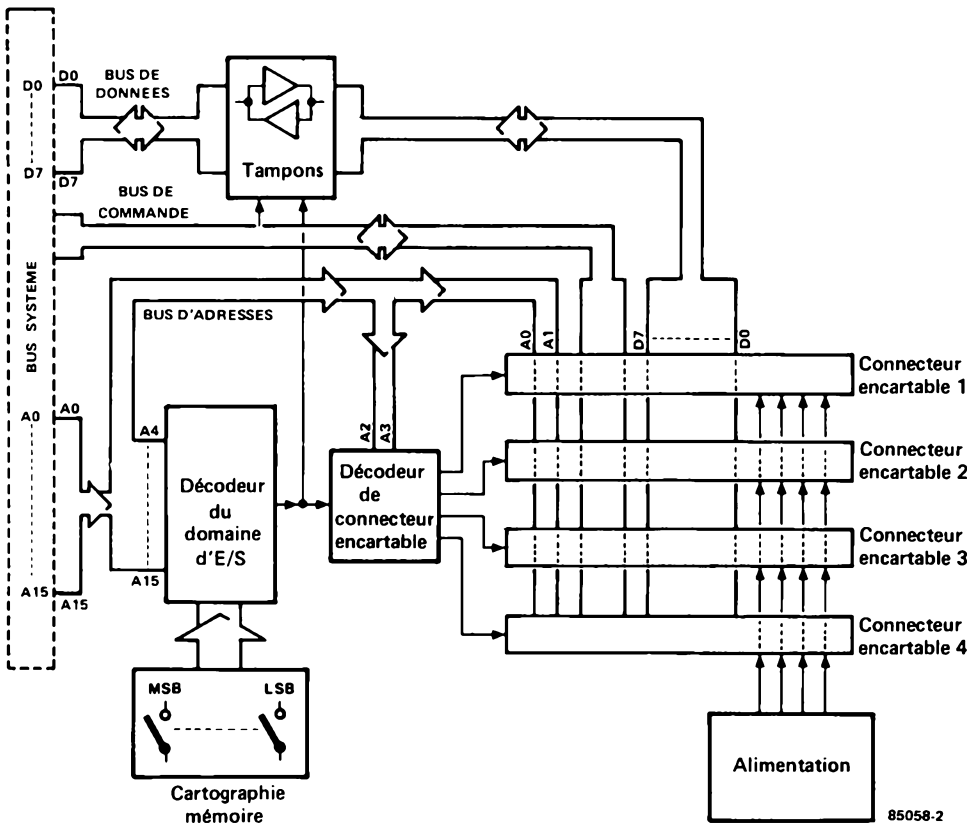 D0
D0
BUS DE
DONNEES
Tampons
D7
D7
BUS DE
COMMANDE
BUS SYSTEME
BUS D'ADRESSES
A0
A1
D7
D0
Connecteur
encartable 1
A0
A0
A4
A2
A3
Décodeur
du
domaine
d'E/S
Décodeur
de
connecteur
encartable
Connecteur
encartable 2
Connecteur
encartable 3
A15
A15
A15
Connecteur
encartable 4
MSB
LSB
Cartographie
mémoire
Alimentation
85058-2